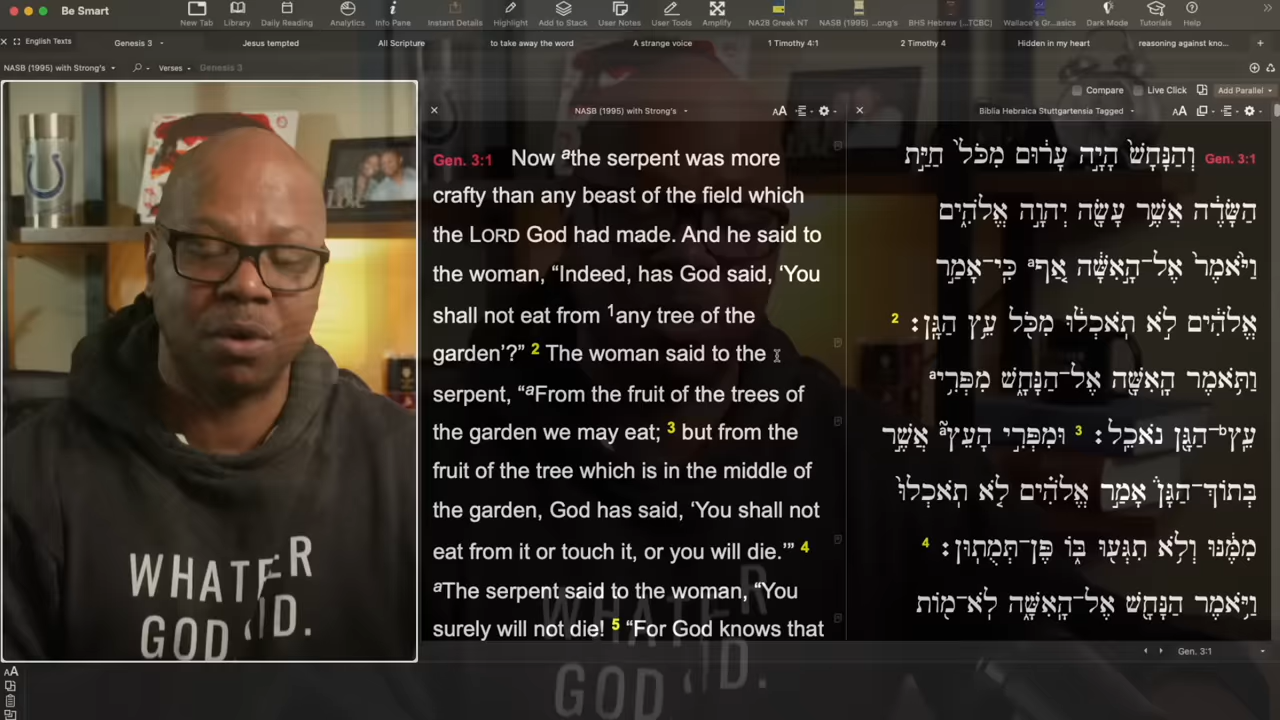 Be Smart
New Tab
Library
Daily Reading
Analytics
Info Pane
Instant Details
Highlight
Add to Stack
User Notes
User Tools
Amplify
NA28 Greek NT
NASB (1995) ...ong's
BHS Hebrew (...TCBC)
Wallace's Gr...asics
Dark Mode
Tutorials
Help
English Texts
Genesis 3
Jesus tempted
All Scripture
to take away the word
A strange voice
1 Timothy 4:1
2 Timothy 4
Hidden in my heart
reasoning against kno...
NASB (1995) with Strong's
Verses
Genesis 3
Compare
Live Click
Add Parallel
NASB (1995) with Strong's
Gen. 3:1 Now ᵃthe serpent was more
crafty than any beast of the field which
the LORD God had made. And he said to
the woman, “Indeed, has God said, ‘You
shall not eat from ¹any tree of the
garden’?” 2 The woman said to the
serpent, “ᵃFrom the fruit of the trees of
the garden we may eat; 3 but from the
fruit of the tree which is in the middle of
the garden, God has said, ‘You shall not
eat from it or touch it, or you will die.’” 4
ᵃThe serpent said to the woman, “You
surely will not die! 5 “For God knows that
Biblia Hebraica Stuttgartensia Tagged
Gen. 3:1 וְהַנָּחָשׁ֙ הָיָ֣ה עָר֔וּם מִכֹּל֙ חַיַּ֣ת
הַשָּׂדֶ֔ה אֲשֶׁ֥ר עָשָׂ֖ה יְהוָ֣ה אֱלֹהִ֑ים
וַיֹּ֙אמֶר֙ אֶל־הָ֣אִשָּׁ֔ה אַ֚ףᵃ כִּֽי־אָמַ֣ר
אֱלֹהִ֔ים לֹ֣א תֹֽאכְל֔וּ מִכֹּ֖ל עֵ֥ץ הַגָּֽן׃ 2
וַתֹּ֥אמֶר הָֽאִשָּׁ֖ה אֶל־הַנָּחָ֑שׁ מִפְּרִ֥יᵃ
עֵֽץᵇ־הַגָּ֖ן נֹאכֵֽל׃ 3 וּמִפְּרִ֣י הָעֵץ֮ᵃ אֲשֶׁ֣ר
בְּתוֹךְ־הַגָּן֒ אָמַ֣ר אֱלֹהִ֗ים לֹ֤א תֹֽאכְלוּ֙
מִמֶּ֔נּוּ וְלֹ֥א תִגְּע֖וּ בּ֑וֹ פֶּן־תְּמֻתֽוּן׃ 4
וַיֹּ֥אמֶר הַנָּחָ֖שׁ אֶל־הָֽאִשָּׁ֑ה לֹֽא־מ֖וֹת
Gen. 3:1
WHATEVER
GOD SAID.